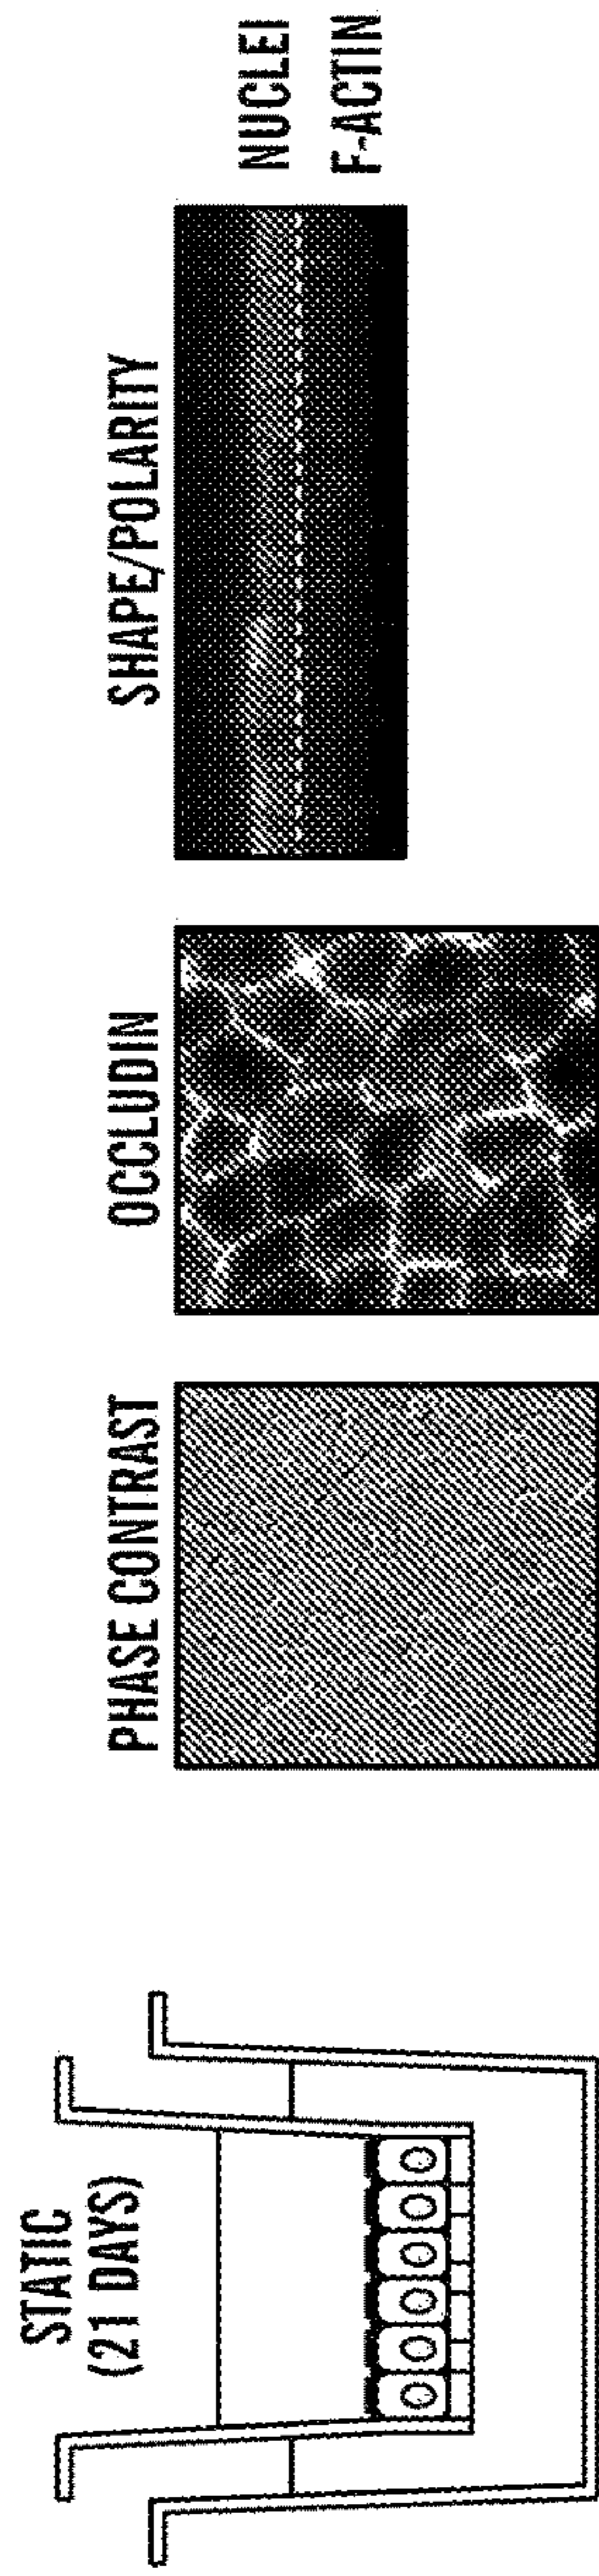 STATIC
(21 DAYS)
PHASE CONTRAST
OCCLUDIN
SHAPE/POLARITY
NUCLEI
F-ACTIN